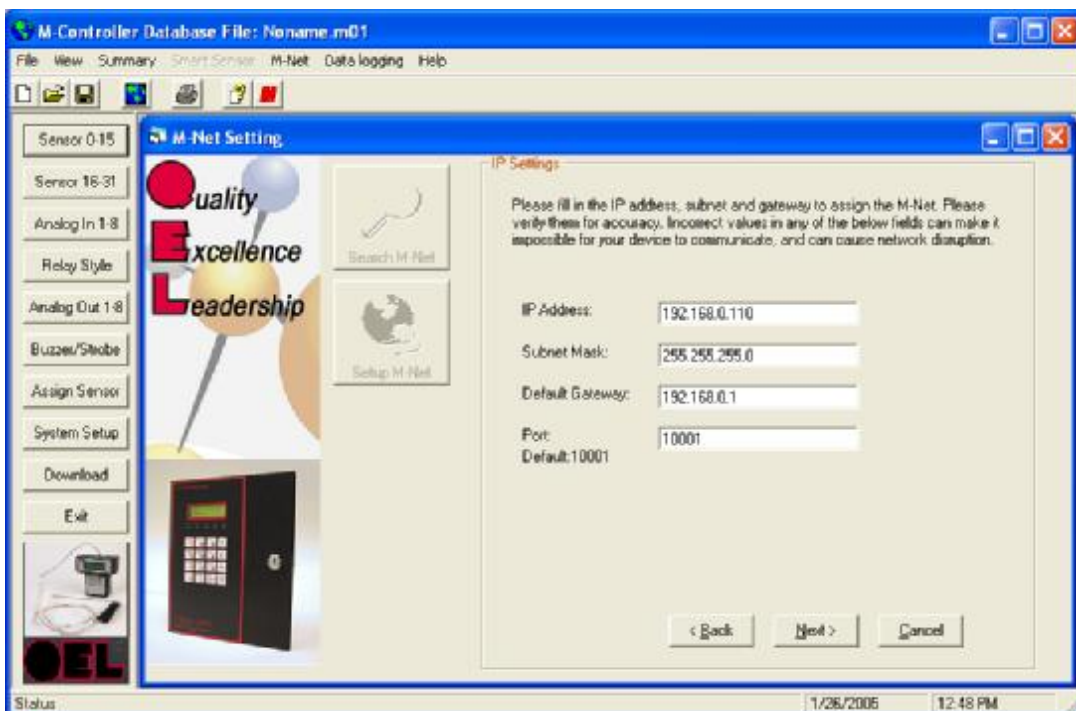 M-Controller Database File: Noname.m01
File View Summary Smart Sensor M-Net Data logging Help
Sensor 0-15
Sensor 16-31
Analog In 1-8
Relay Style
Analog Out 1-8
Buzzer/Strobe
Assign Sensor
System Setup
Download
Exit
OEL
M-Net Setting
Quality
Excellence
Leadership
Search M-Net
Setup M-Net
IP Settings
Please fill in the IP address, subnet and gateway to assign the M-Net. Please
verify them for accuracy. Incorrect values in any of the below fields can make it
impossible for your device to communicate, and can cause network disruption.
IP Address: 192.168.0.110
Subnet Mask: 255.255.255.0
Default Gateway: 192.168.0.1
Port: 10001
Default:10001
< Back Next > Cancel
Status 1/26/2005 12:48 PM